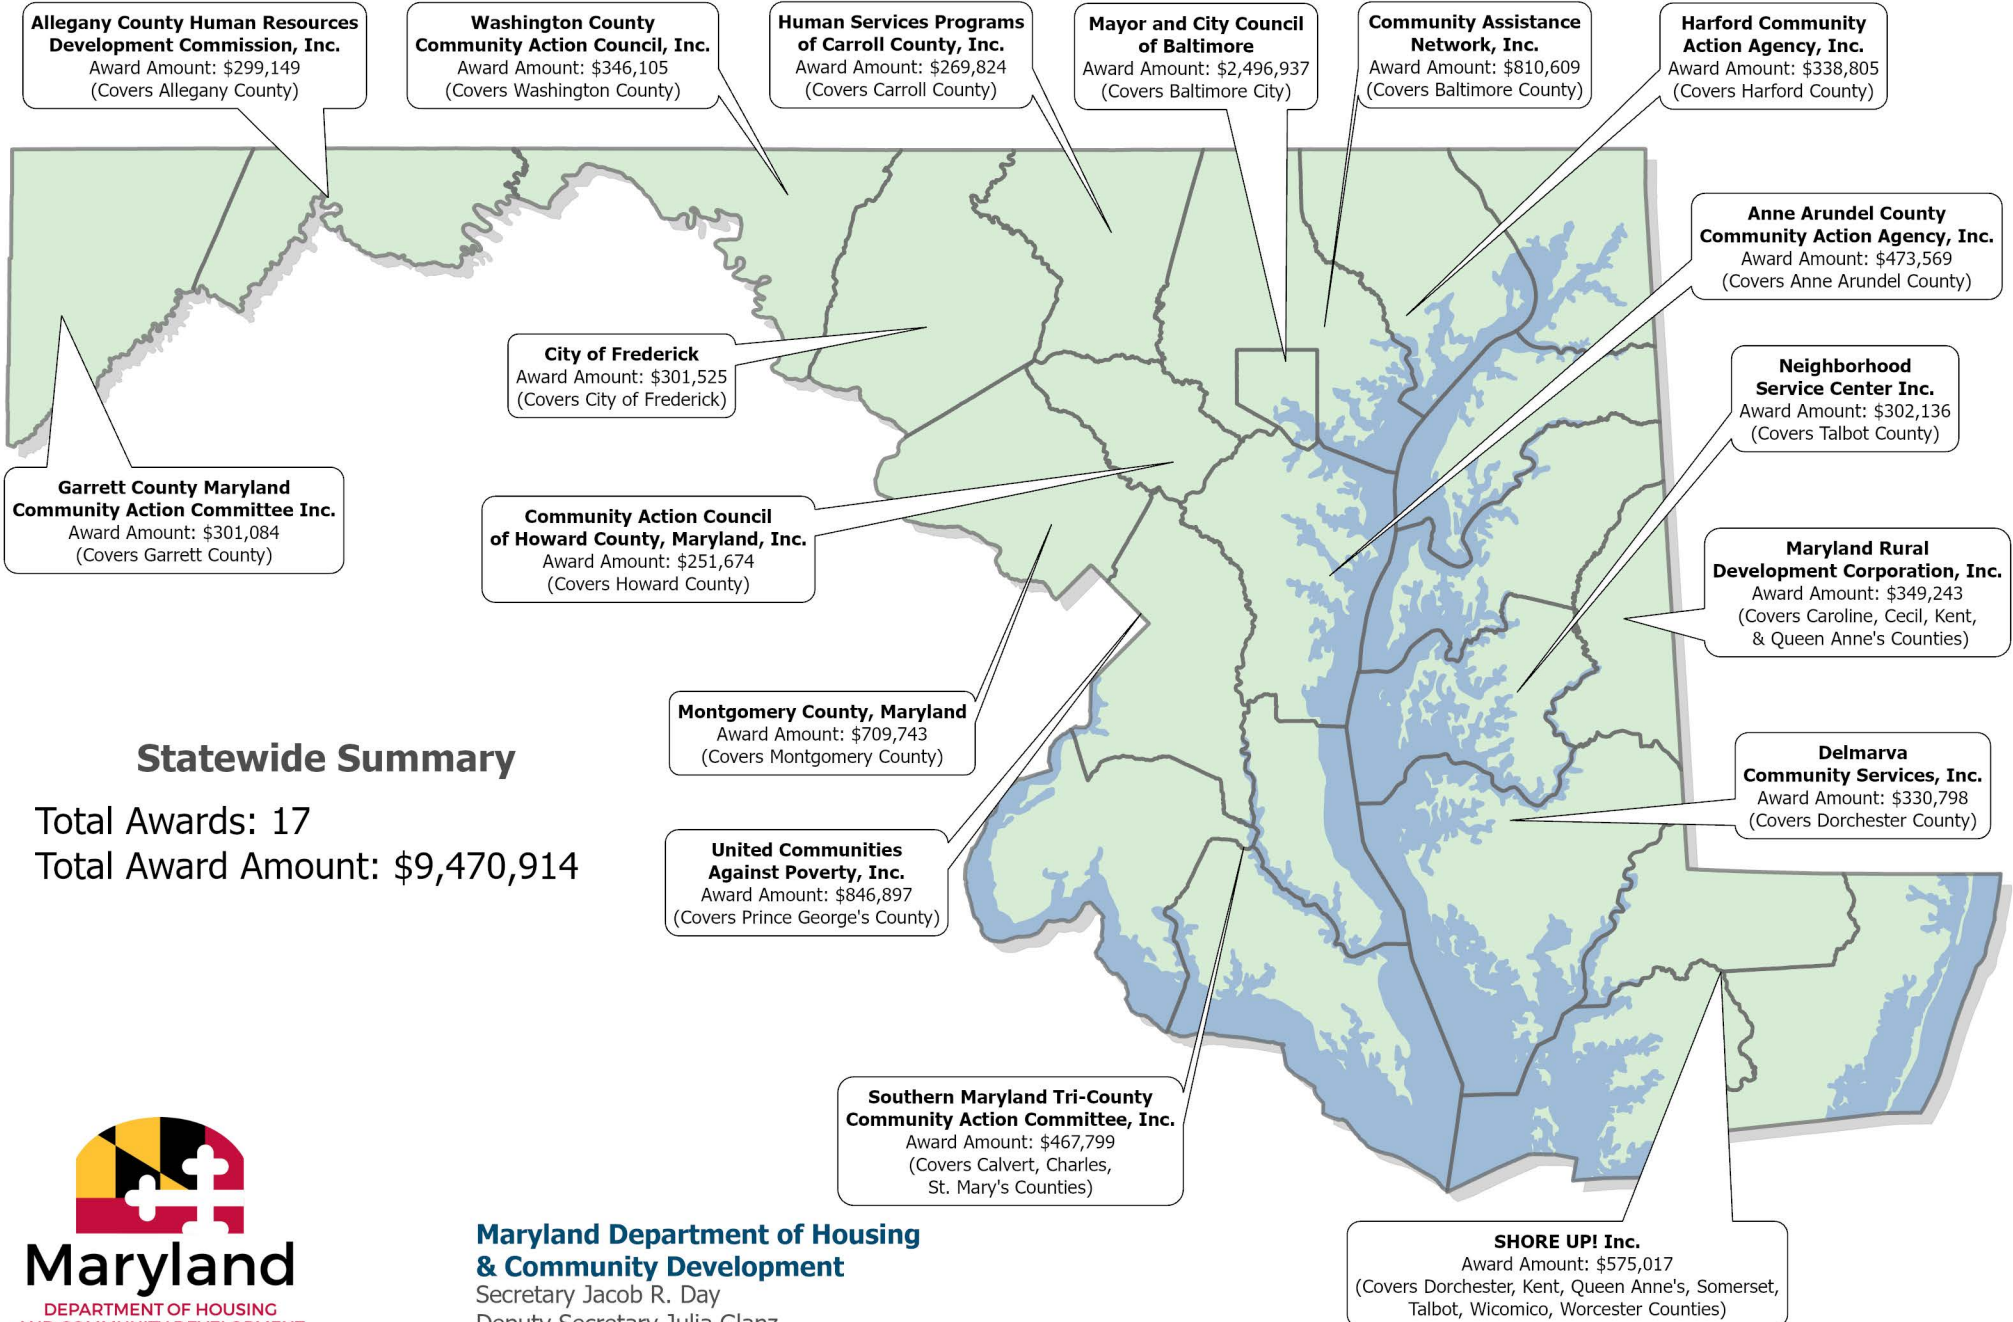 Allegany County Human Resources
Development Commission, Inc.
Award Amount: $299,149
(Covers Allegany County)
Washington County
Community Action Council, Inc.
Award Amount: $346,105
(Covers Washington County)
Human Services Programs
of Carroll County, Inc.
Award Amount: $269,824
(Covers Carroll County)
Mayor and City Council
of Baltimore
Award Amount: $2,496,937
(Covers Baltimore City)
Community Assistance
Network, Inc.
Award Amount: $810,609
(Covers Baltimore County)
Harford Community
Action Agency, Inc.
Award Amount: $338,805
(Covers Harford County)
Anne Arundel County
Community Action Agency, Inc.
Award Amount: $473,569
(Covers Anne Arundel County)
City of Frederick
Award Amount: $301,525
(Covers City of Frederick)
Neighborhood
Service Center Inc.
Award Amount: $302,136
(Covers Talbot County)
Garrett County Maryland
Community Action Committee Inc.
Award Amount: $301,084
(Covers Garrett County)
Community Action Council
of Howard County, Maryland, Inc.
Award Amount: $251,674
(Covers Howard County)
Maryland Rural
Development Corporation, Inc.
Award Amount: $349,243
(Covers Caroline, Cecil, Kent,
& Queen Anne's Counties)
Montgomery County, Maryland
Award Amount: $709,743
(Covers Montgomery County)
Delmarva
Community Services, Inc.
Award Amount: $330,798
(Covers Dorchester County)
Statewide Summary
Total Awards: 17
Total Award Amount: $9,470,914
United Communities
Against Poverty, Inc.
Award Amount: $846,897
(Covers Prince George's County)
Southern Maryland Tri-County
Community Action Committee, Inc.
Award Amount: $467,799
(Covers Calvert, Charles,
St. Mary's Counties)
SHORE UP! Inc.
Award Amount: $575,017
(Covers Dorchester, Kent, Queen Anne's, Somerset,
Talbot, Wicomico, Worcester Counties)
Maryland
DEPARTMENT OF HOUSING
AND COMMUNITY DEVELOPMENT
Maryland Department of Housing
& Community Development
Secretary Jacob R. Day
Deputy Secretary Julia Glanz